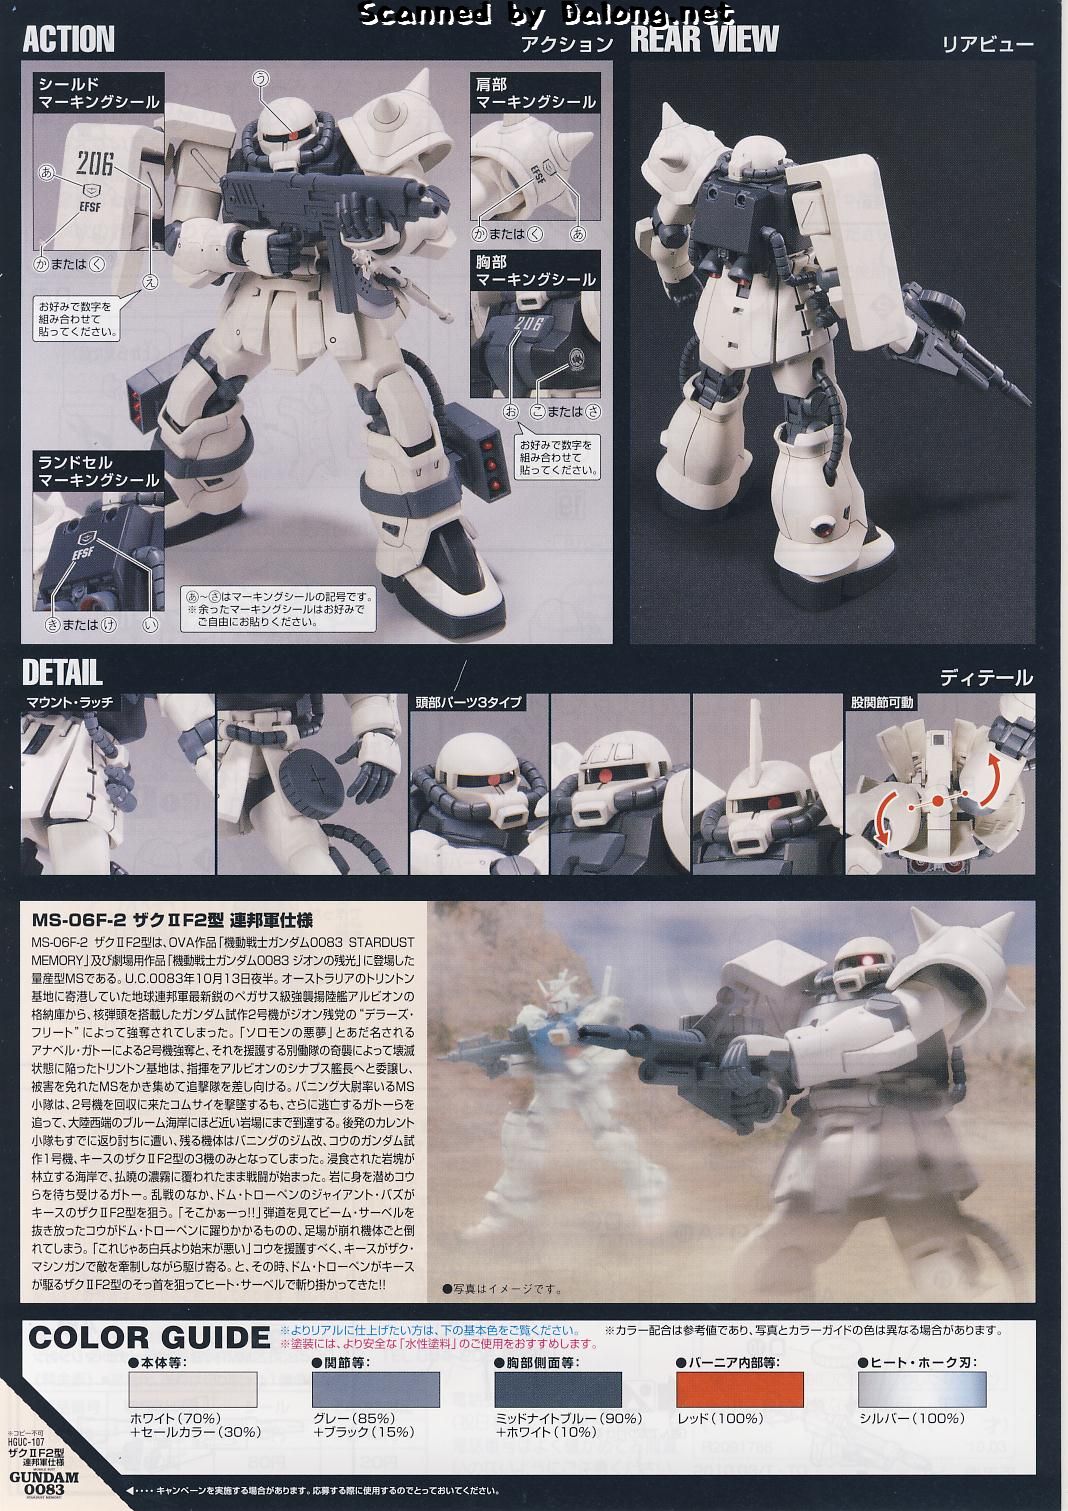 Scanned by Dalong.net
ACTION
アクション
REAR VIEW
リアビュー
シールド
マーキングシール
206
EFSF
あ
か または く
え
お好みで数字を
組み合わせて
貼ってください。
う
肩部
マーキングシール
EFSF
か または く
あ
胸部
マーキングシール
206
お
こ または さ
お好みで数字を
組み合わせて
貼ってください。
ランドセル
マーキングシール
EFSF
き または け
い
あ～さはマーキングシールの記号です。
※余ったマーキングシールはお好みで
ご自由にお貼りください。
DETAIL
ディテール
マウント・ラッチ
頭部パーツ3タイプ
股関節可動
MS-06F-2 ザクⅡF2型 連邦軍仕様
MS-06F-2 ザクⅡF2型は、OVA作品「機動戦士ガンダム0083 STARDUST
MEMORY」及び劇場用作品「機動戦士ガンダム0083 ジオンの残光」に登場した
量産型MSである。U.C.0083年10月13日夜半。オーストラリアのトリントン
基地に寄港していた地球連邦軍最新鋭のペガサス級強襲揚陸艦アルビオンの
格納庫から、核弾頭を搭載したガンダム試作2号機がジオン残党の“デラーズ・
フリート”によって強奪されてしまった。「ソロモンの悪夢」とあだ名される
アナベル・ガトーによる2号機強奪と、それを援護する別働隊の奇襲によって壊滅
状態に陥ったトリントン基地は、指揮をアルビオンのシナプス艦長へと委譲し、
被害を免れたMSをかき集めて追撃隊を差し向ける。バニング大尉率いるMS
小隊は、2号機を回収に来たコムサイを撃墜するも、さらに逃亡するガトーらを
追って、大陸西端のブルーム海岸にほど近い岩場にまで到達する。後発のカレント
小隊もすでに返り討ちに遭い、残る機体はバニングのジム改、コウのガンダム試
作1号機、キースのザクⅡF2型の3機のみとなってしまった。浸食された岩塊が
林立する海岸で、払暁の濃霧に覆われたまま戦闘が始まった。岩に身を潜めコウ
らを待ち受けるガトー。乱戦のなか、ドム・トローペンのジャイアント・バズが
キースのザクⅡF2型を狙う。「そこかぁーっ!!」弾道を見てビーム・サーベルを
抜き放ったコウがドム・トローペンに躍りかかるものの、足場が崩れ機体ごと倒
れてしまう。「これじゃあ白兵より始末が悪い」コウを援護すべく、キースがザク・
マシンガンで敵を牽制しながら駆け寄る。と、その時、ドム・トローペンがキース
が駆るザクⅡF2型のそっ首を狙ってヒート・サーベルで斬り掛かってきた!!
●写真はイメージです。
COLOR GUIDE
※よりリアルに仕上げたい方は、下の基本色をご覧ください。
※塗装には、より安全な「水性塗料」のご使用をおすすめします。
※カラー配合は参考値であり、写真とカラーガイドの色は異なる場合があります。
●本体等：
ホワイト（70%）
＋セールカラー（30%）
●関節等：
グレー（85%）
＋ブラック（15%）
●胸部側面等：
ミッドナイトブルー（90%）
＋ホワイト（10%）
●バーニア内部等：
レッド（100%）
●ヒート・ホーク刃：
シルバー（100%）
※コピー不可
HGUC-107
ザクⅡF2型
連邦軍仕様
GUNDAM
0083
◀････ キャンペーンを実施する場合があります。応募する際に使用するのでとっておいてください。